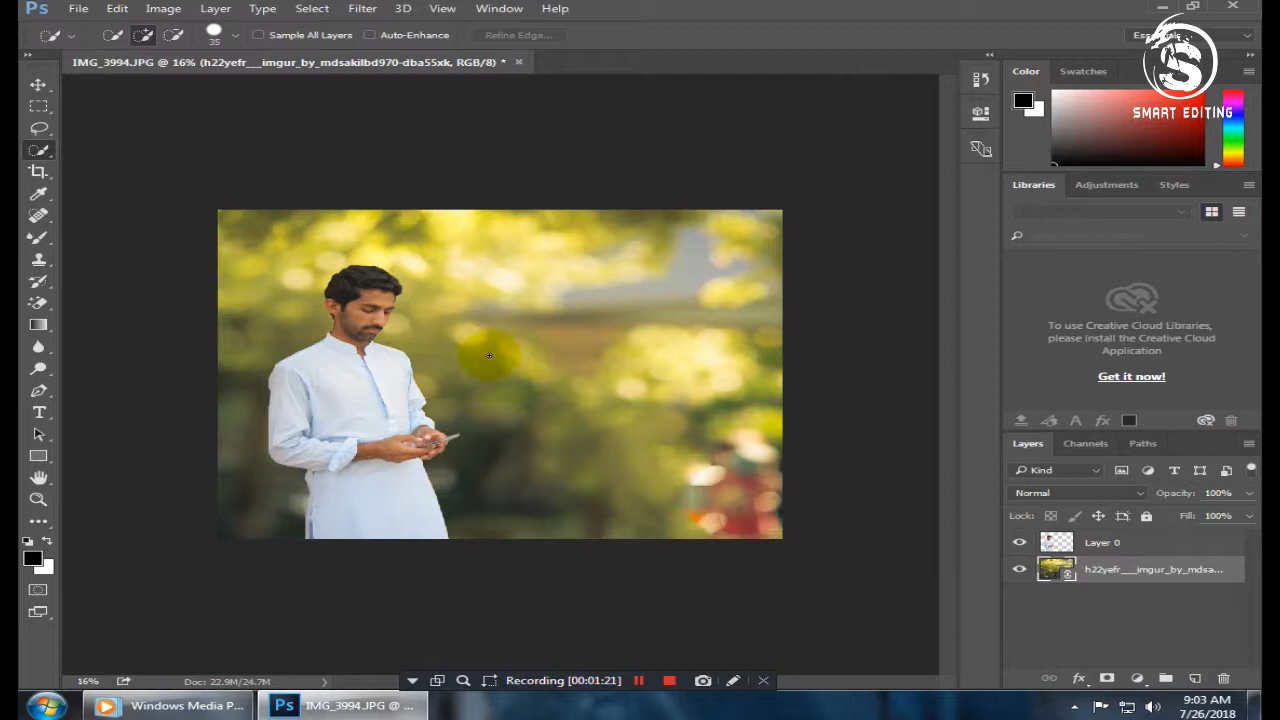 Ps File Edit Image Layer Type Select Filter 3D View Window Help
35 Sample All Layers Auto-Enhance Refine Edge...
IMG_3994.JPG @ 16% (h22yefr___imgur_by_mdsakilbd970-dba55xk, RGB/8) *
Color Swatches
S
SMART EDITING
Libraries Adjustments Styles
To use Creative Cloud Libraries,
please install the Creative Cloud
Application
Get it now!
Layers Channels Paths
Kind
Normal Opacity: 100%
Lock: Fill: 100%
Layer 0
h22yefr___imgur_by_mdsa...
16% Doc: 22.9M/24.7M
Recording [00:01:21]
Windows Media P...
Ps IMG_3994.JPG @ ...
9:03 AM
7/26/2018